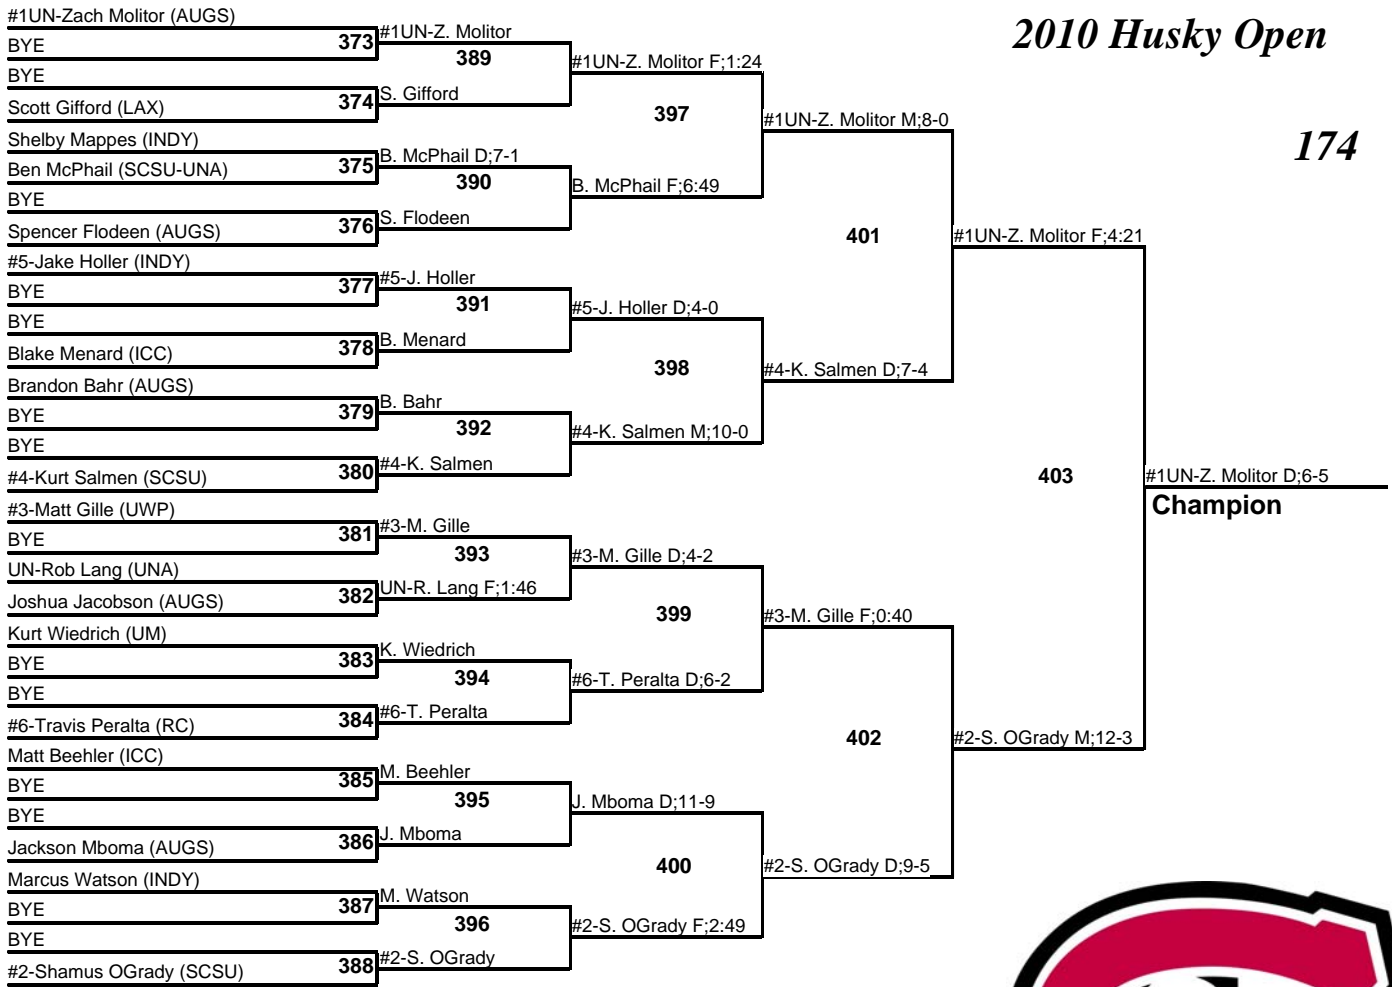 2010 Husky Open
174
#1UN-Zach Molitor (AUGS)
BYE
373
BYE
Scott Gifford (LAX)
374
Shelby Mappes (INDY)
Ben McPhail (SCSU-UNA)
375
BYE
Spencer Flodeen (AUGS)
376
#5-Jake Holler (INDY)
BYE
377
BYE
Blake Menard (ICC)
378
Brandon Bahr (AUGS)
BYE
379
BYE
#4-Kurt Salmen (SCSU)
380
#3-Matt Gille (UWP)
BYE
381
UN-Rob Lang (UNA)
Joshua Jacobson (AUGS)
382
Kurt Wiedrich (UM)
BYE
383
BYE
#6-Travis Peralta (RC)
384
Matt Beehler (ICC)
BYE
385
BYE
Jackson Mboma (AUGS)
386
Marcus Watson (INDY)
BYE
387
BYE
#2-Shamus OGrady (SCSU)
388
#1UN-Z. Molitor
389
S. Gifford
B. McPhail D;7-1
390
S. Flodeen
#5-J. Holler
391
B. Menard
B. Bahr
392
#4-K. Salmen
#3-M. Gille
393
UN-R. Lang F;1:46
K. Wiedrich
394
#6-T. Peralta
M. Beehler
395
J. Mboma
M. Watson
396
#2-S. OGrady
#1UN-Z. Molitor F;1:24
397
B. McPhail F;6:49
#5-J. Holler D;4-0
398
#4-K. Salmen M;10-0
#3-M. Gille D;4-2
399
#6-T. Peralta D;6-2
J. Mboma D;11-9
400
#2-S. OGrady F;2:49
#1UN-Z. Molitor M;8-0
401
#4-K. Salmen D;7-4
#3-M. Gille F;0:40
402
#2-S. OGrady D;9-5
#1UN-Z. Molitor F;4:21
403
#2-S. OGrady M;12-3
#1UN-Z. Molitor D;6-5
Champion